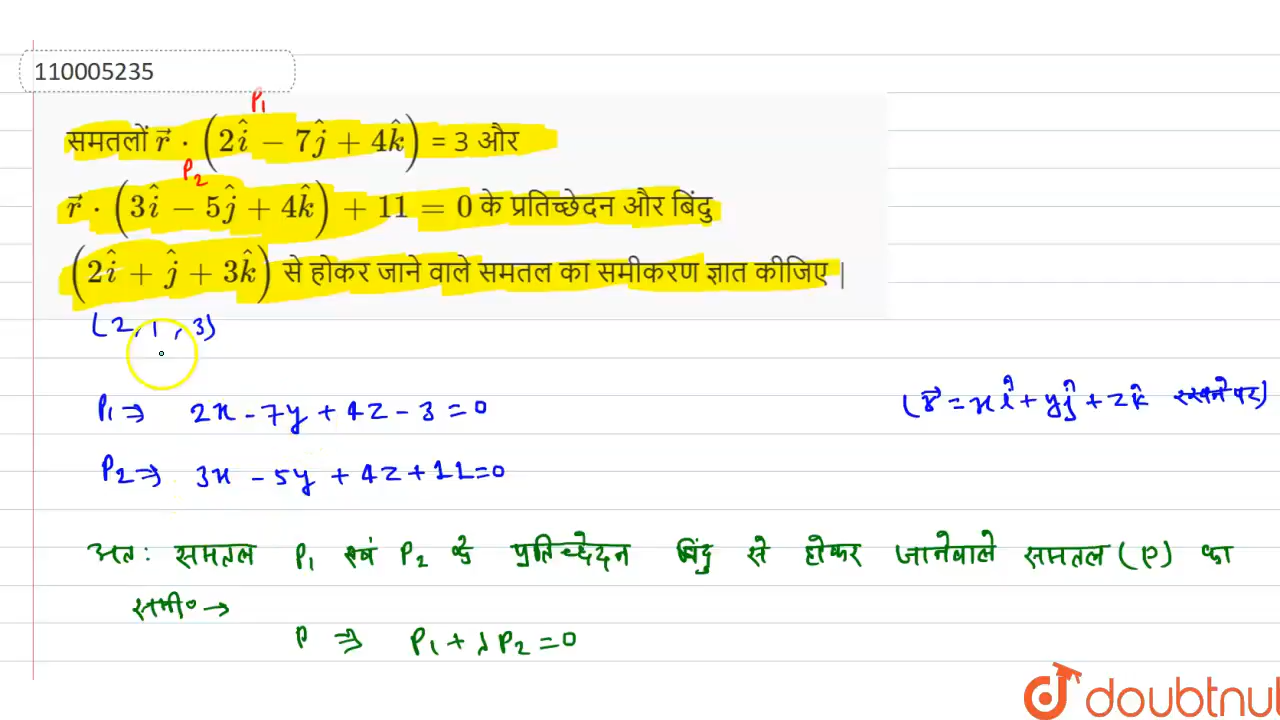 110005235
P1
समतलों r⃗ · (2î − 7ĵ + 4k̂) = 3 और
P2
r⃗ · (3î − 5ĵ + 4k̂) + 11 = 0 के प्रतिच्छेदन और बिंदु
(2î + ĵ + 3k̂) से होकर जाने वाले समतल का समीकरण ज्ञात कीजिए |
(2, 1, 3)
(r⃗ = xî + yĵ + zk̂ रखने पर)
P1 ⇒ 2x − 7y + 4z − 3 = 0
P2 ⇒ 3x − 5y + 4z + 11 = 0
अतः समतल P1 एवं P2 के प्रतिच्छेदन बिंदु से होकर जानेवाले समतल (P) का
समी० →
P ⇒ P1 + λP2 = 0
doubtnut